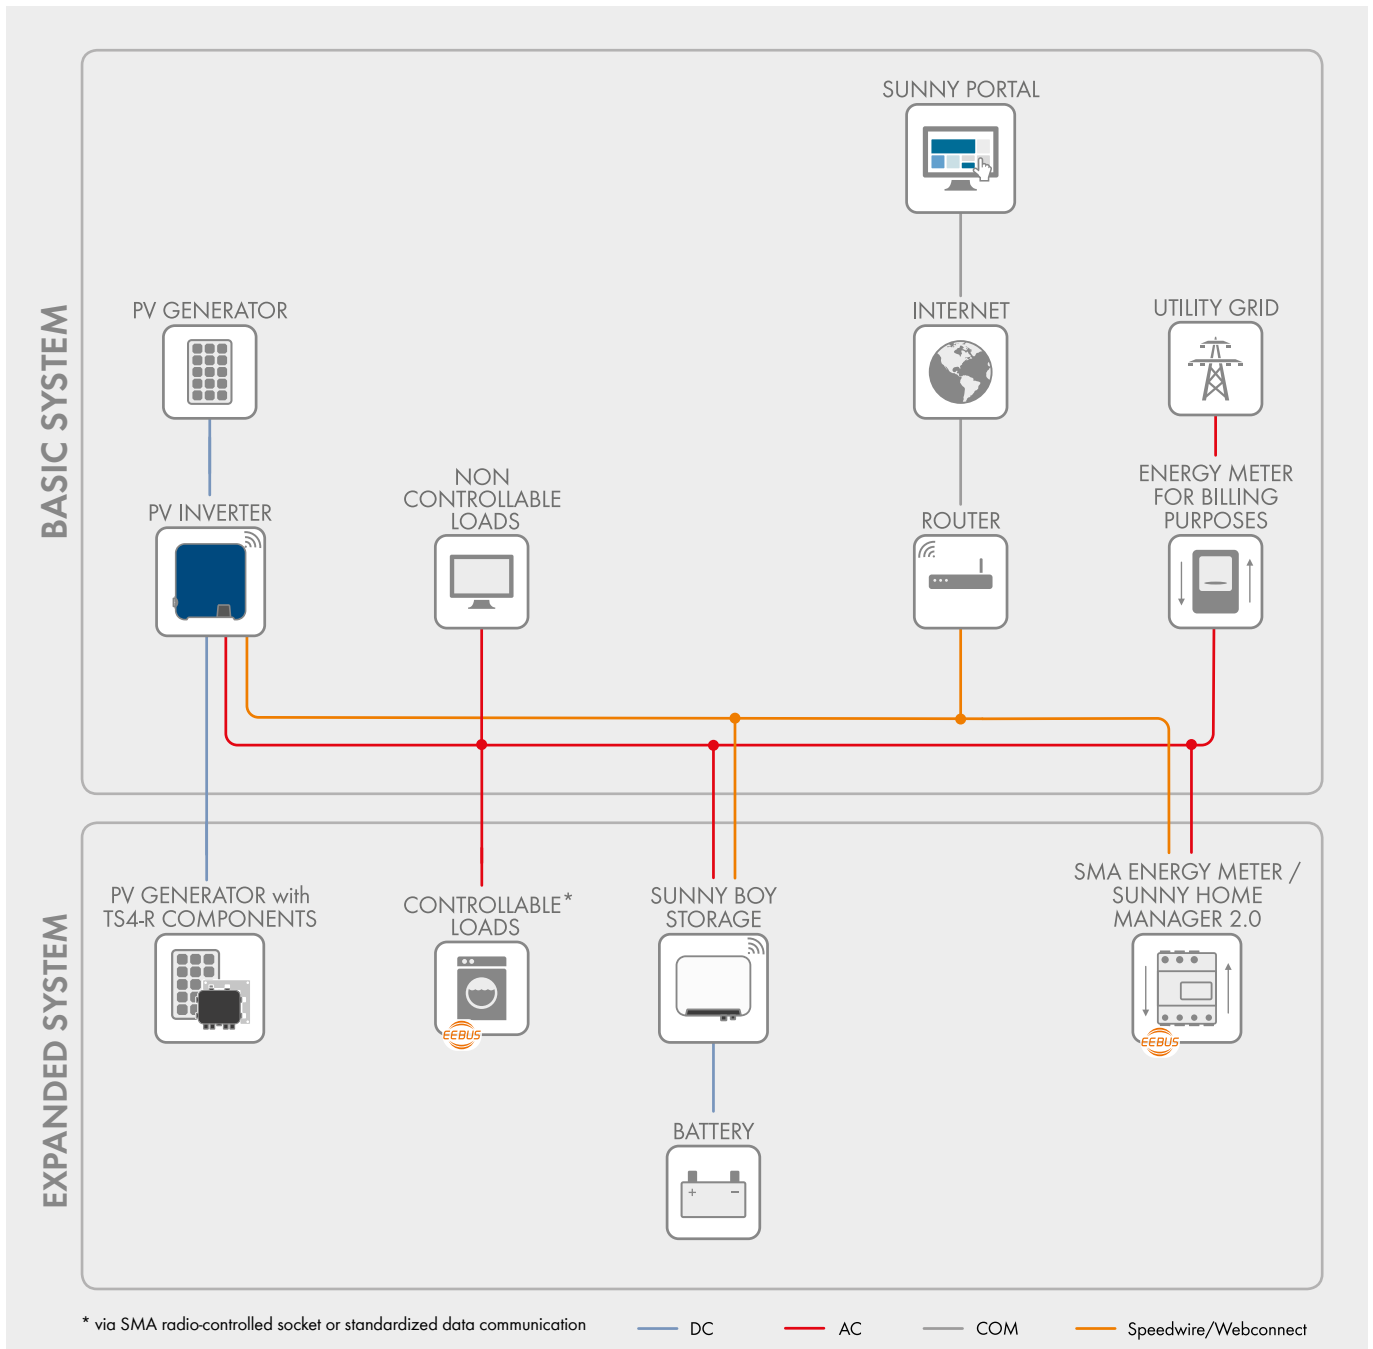 BASIC SYSTEM
SUNNY PORTAL
PV GENERATOR
INTERNET
UTILITY GRID
PV INVERTER
NON
CONTROLLABLE
LOADS
ROUTER
ENERGY METER
FOR BILLING
PURPOSES
EXPANDED SYSTEM
PV GENERATOR with
TS4-R COMPONENTS
CONTROLLABLE*
LOADS
EEBUS
SUNNY BOY
STORAGE
SMA ENERGY METER /
SUNNY HOME
MANAGER 2.0
EEBUS
BATTERY
+ −
* via SMA radio-controlled socket or standardized data communication
DC
AC
COM
Speedwire/Webconnect